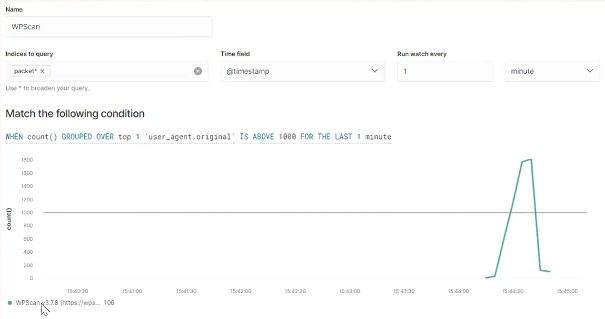 Name
WPScan
Indices to query
Time field
Run watch every
packet* ×
@timestamp
1
minute
Use * to broaden your query.
Match the following condition
WHEN count() GROUPED OVER top 1 `user_agent.original` IS ABOVE 1000 FOR THE LAST 1 minute
count()
1800
1600
1400
1200
1000
800
600
400
200
0
15:40:30
15:41:00
15:41:30
15:42:00
15:42:30
15:43:00
15:43:30
15:44:00
15:44:30
15:45:00
WPScan v3.7.8 (https://wps... 106